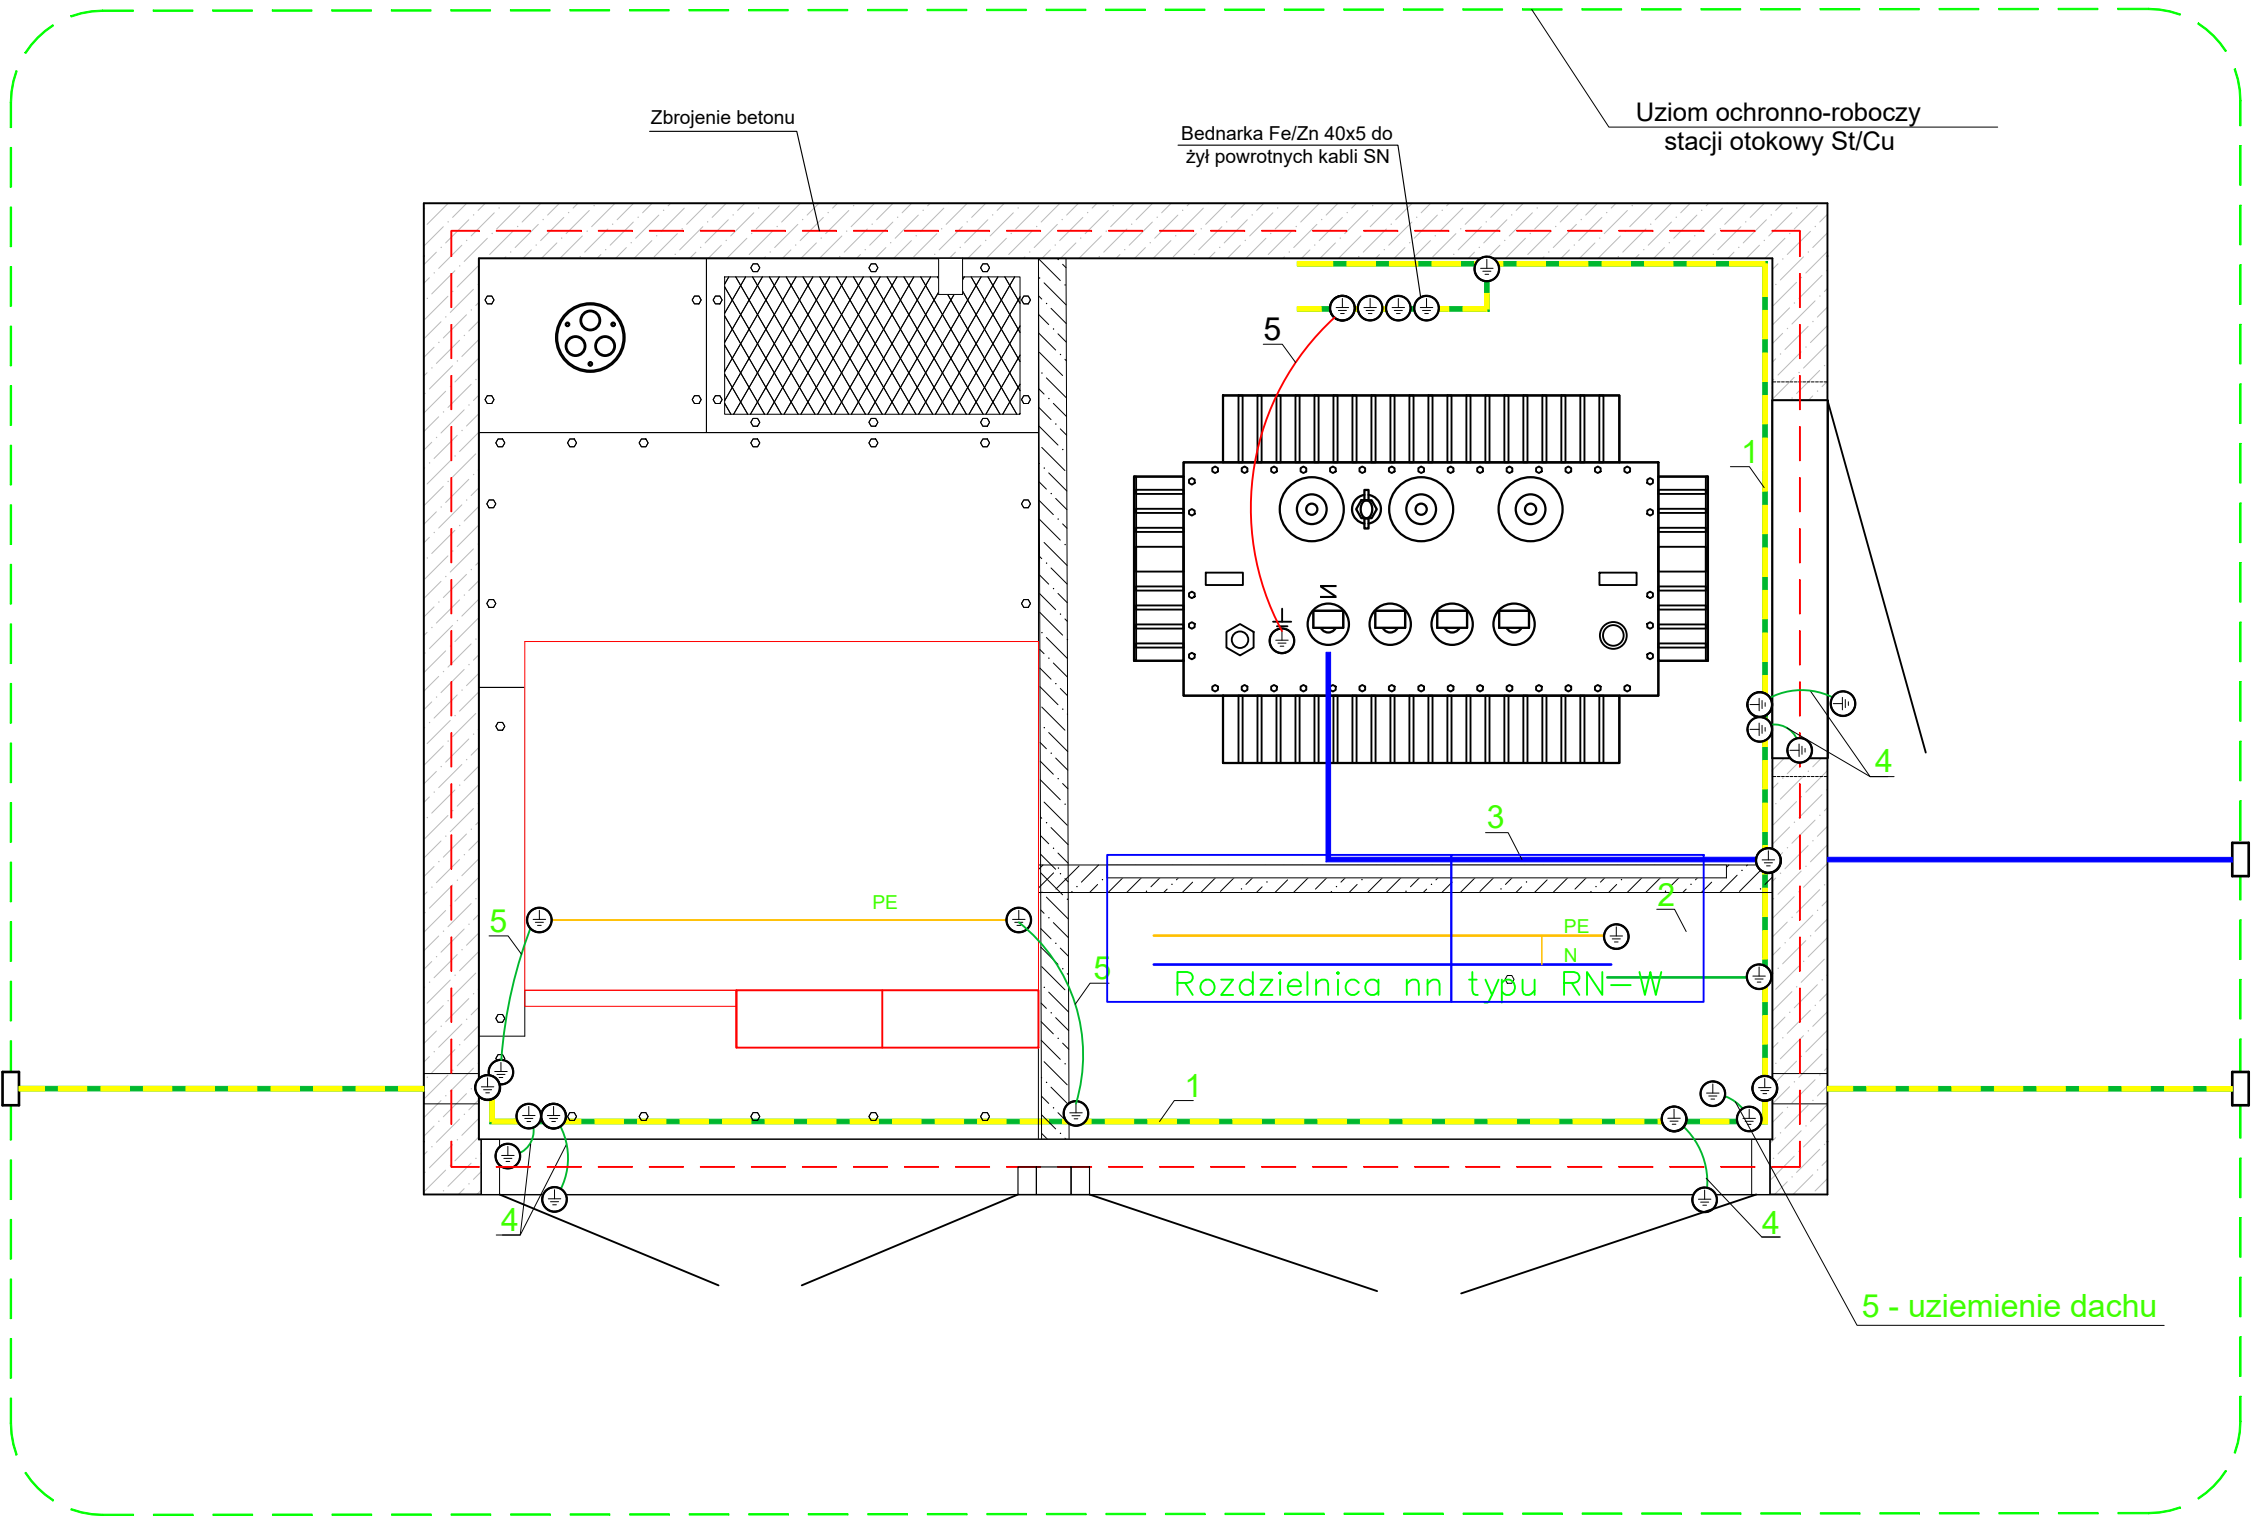 Uziom ochronno-roboczy
stacji otokowy St/Cu
Zbrojenie betonu
Bednarka Fe/Zn 40x5 do
żył powrotnych kabli SN
5
1
N
4
3
2
PE
5
PE
N
5
Rozdzielnica nn typu RN-W
1
4
4
5 - uziemienie dachu